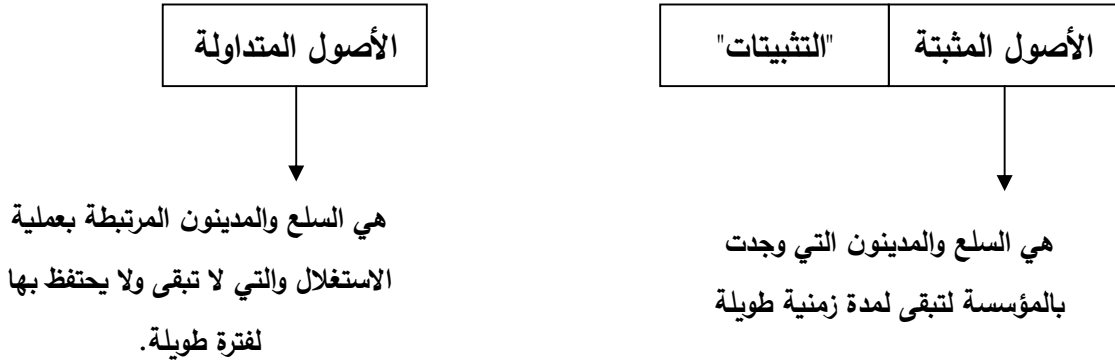 الأصول المثبتة "التثبيتات"
هي السلع والمدينون التي وجدت
بالمؤسسة لتبقى لمدة زمنية طويلة
الأصول المتداولة
هي السلع والمدينون المرتبطة بعملية
الاستغلال والتي لا تبقى ولا يحتفظ بها
لفترة طويلة.